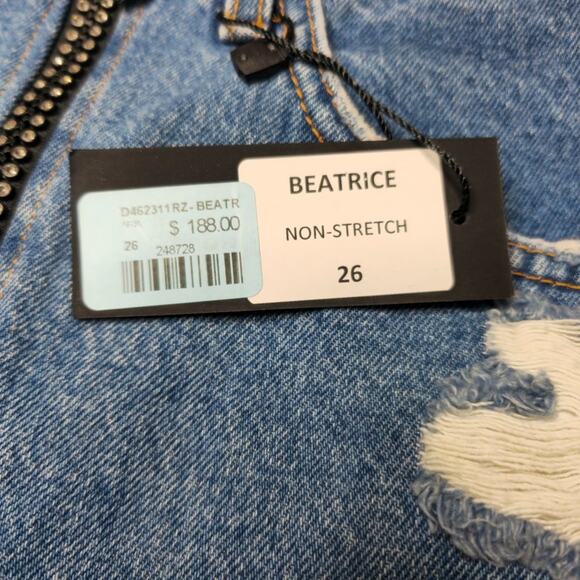 D462311RZ-BEATR
$ 188.00
26
248728
BEATRICE
NON-STRETCH
26